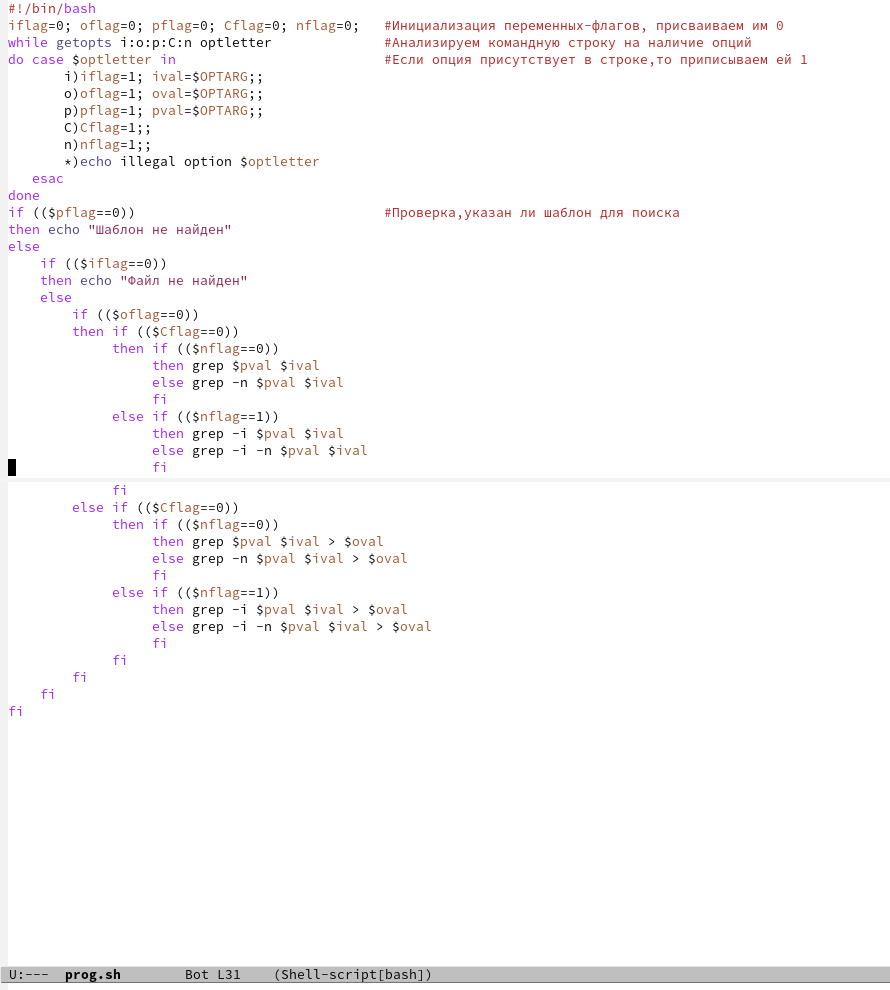 #!/bin/bash
iflag=0; oflag=0; pflag=0; Cflag=0; nflag=0;   #Инициализация переменных-флагов, присваиваем им 0
while getopts i:o:p:C:n optletter              #Анализируем командную строку на наличие опций
do case $optletter in                          #Если опция присутствует в строке,то приписываем ей 1
       i)iflag=1; ival=$OPTARG;;
       o)oflag=1; oval=$OPTARG;;
       p)pflag=1; pval=$OPTARG;;
       C)Cflag=1;;
       n)nflag=1;;
       *)echo illegal option $optletter
   esac
done
if (($pflag==0))                               #Проверка,указан ли шаблон для поиска
then echo "Шаблон не найден"
else
    if (($iflag==0))
    then echo "Файл не найден"
    else
        if (($oflag==0))
        then if (($Cflag==0))
             then if (($nflag==0))
                  then grep $pval $ival
                  else grep -n $pval $ival
                  fi
             else if (($nflag==1))
                  then grep -i $pval $ival
                  else grep -i -n $pval $ival
                  fi
             fi
        else if (($Cflag==0))
             then if (($nflag==0))
                  then grep $pval $ival > $oval
                  else grep -n $pval $ival > $oval
                  fi
             else if (($nflag==1))
                  then grep -i $pval $ival > $oval
                  else grep -i -n $pval $ival > $oval
                  fi
             fi
        fi
    fi
fi
U:---  prog.sh        Bot L31    (Shell-script[bash])